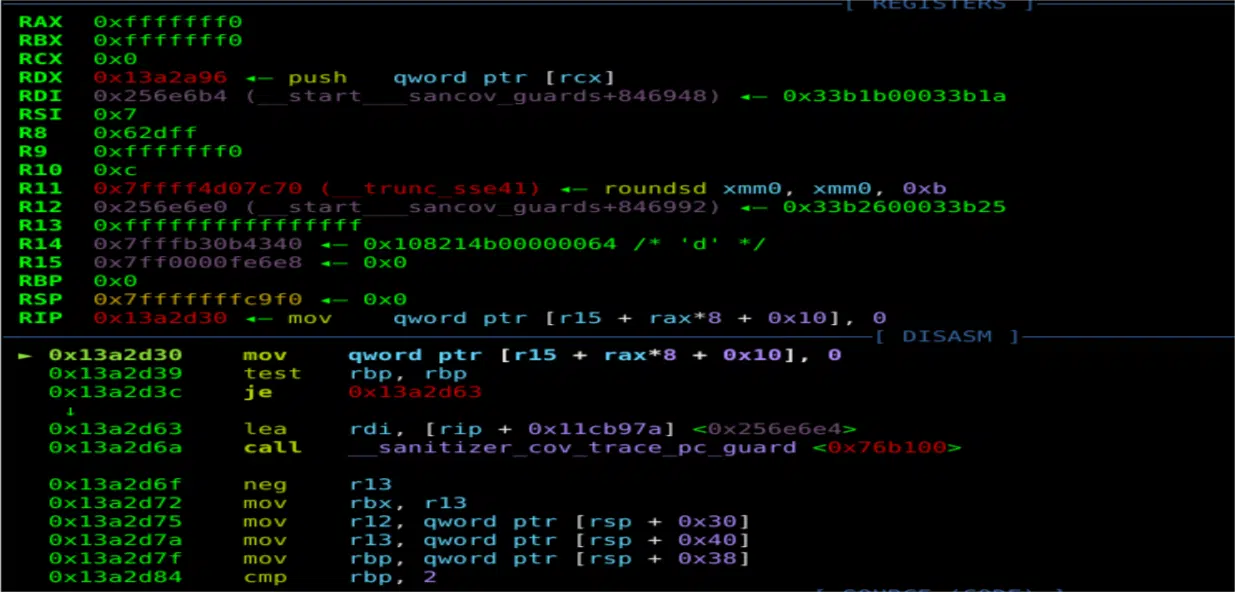 [ REGISTERS ]
RAX 0xfffffff0
RBX 0xfffffff0
RCX 0x0
RDX 0x13a2a96 ◂— push qword ptr [rcx]
RDI 0x256e6b4 (__start___sancov_guards+846948) ◂— 0x33b1b00033b1a
RSI 0x7
R8 0x62dff
R9 0xfffffff0
R10 0xc
R11 0x7ffff4d07c70 (__trunc_sse41) ◂— roundsd xmm0, xmm0, 0xb
R12 0x256e6e0 (__start___sancov_guards+846992) ◂— 0x33b2600033b25
R13 0xffffffffffffffff
R14 0x7fffb30b4340 ◂— 0x108214b00000064 /* 'd' */
R15 0x7ff0000fe6e8 ◂— 0x0
RBP 0x0
RSP 0x7fffffffc9f0 ◂— 0x0
RIP 0x13a2d30 ◂— mov qword ptr [r15 + rax*8 + 0x10], 0
[ DISASM ]
► 0x13a2d30 mov qword ptr [r15 + rax*8 + 0x10], 0
0x13a2d39 test rbp, rbp
0x13a2d3c je 0x13a2d63
↓
0x13a2d63 lea rdi, [rip + 0x11cb97a] <0x256e6e4>
0x13a2d6a call __sanitizer_cov_trace_pc_guard <0x76b100>
0x13a2d6f neg r13
0x13a2d72 mov rbx, r13
0x13a2d75 mov r12, qword ptr [rsp + 0x30]
0x13a2d7a mov r13, qword ptr [rsp + 0x40]
0x13a2d7f mov rbp, qword ptr [rsp + 0x38]
0x13a2d84 cmp rbp, 2
[ SOURCE (CODE) ]